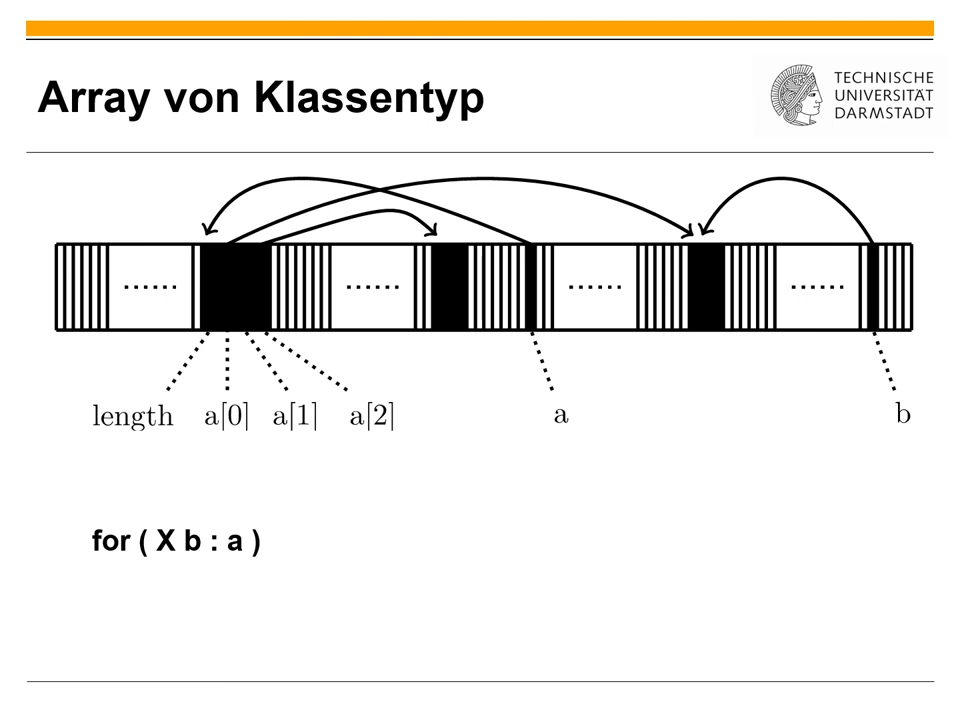 Array von Klassentyp
TECHNISCHE
UNIVERSITÄT
DARMSTADT
...... ...... ...... ......
length a[0] a[1] a[2] a b
for ( X b : a )